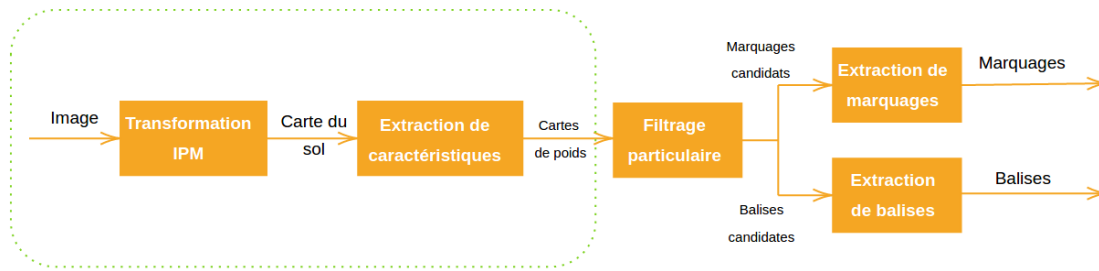 Image
Transformation
IPM
Carte du
sol
Extraction de
caractéristiques
Cartes
de poids
Filtrage
particulaire
Marquages
candidats
Extraction de
marquages
Marquages
Balises
candidates
Extraction
de balises
Balises